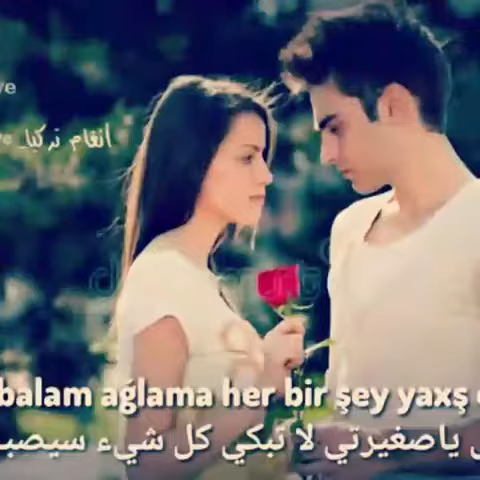 أنغام تركيا
balam ağlama her bir şey yaxş
ياصغيرتي لا تبكي كل شيء سيصب